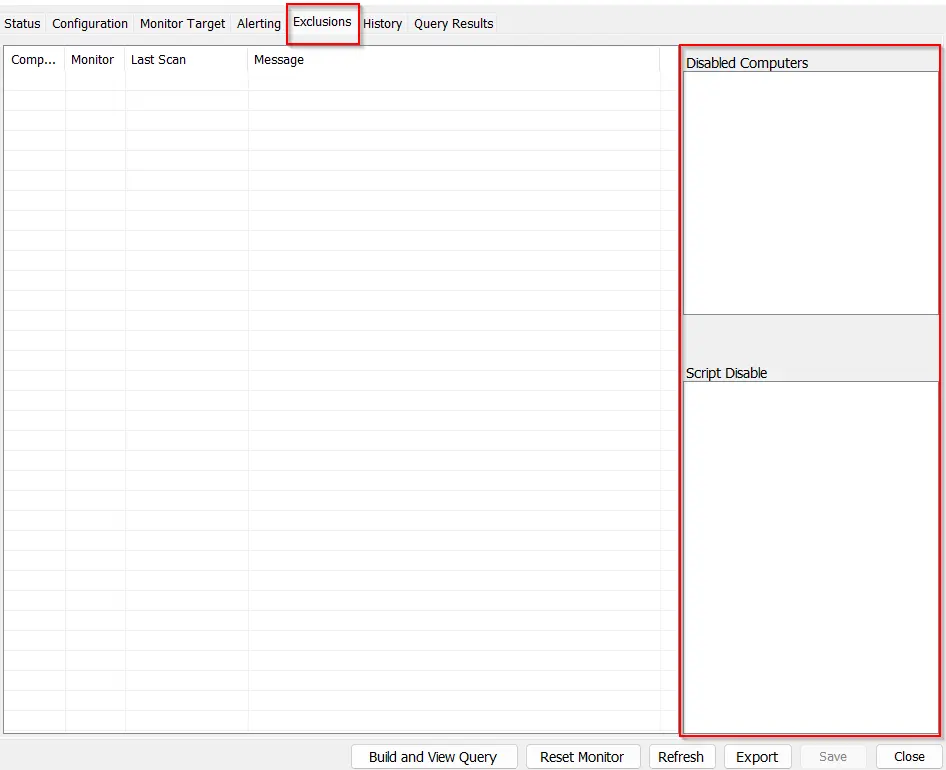 Status Configuration Monitor Target Alerting Exclusions History Query Results
Comp... Monitor Last Scan Message
Disabled Computers
Script Disable
Build and View Query Reset Monitor Refresh Export Save Close